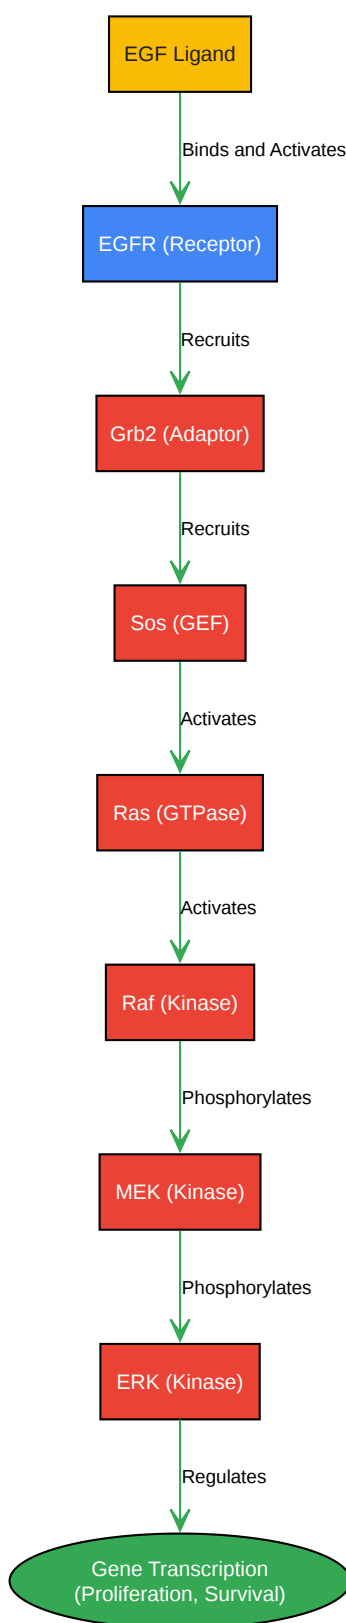 EGF Ligand
Binds and Activates
EGFR (Receptor)
Recruits
Grb2 (Adaptor)
Recruits
Sos (GEF)
Activates
Ras (GTPase)
Activates
Raf (Kinase)
Phosphorylates
MEK (Kinase)
Phosphorylates
ERK (Kinase)
Regulates
Gene Transcription
(Proliferation, Survival)